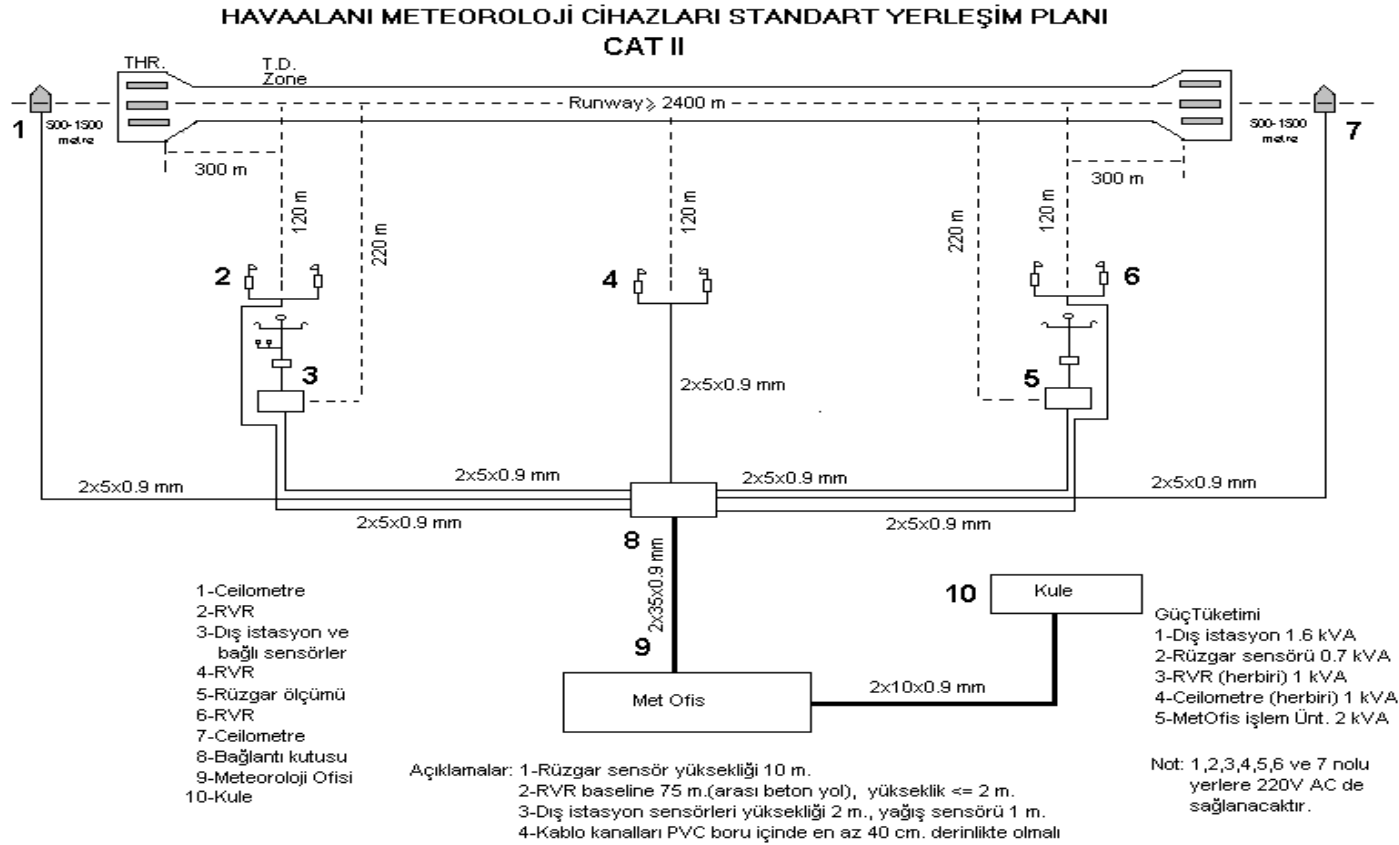 HAVAALANI METEOROLOJİ CİHAZLARI STANDART YERLEŞİM PLANI
CAT II
THR.
T.D.
Zone
Runway ⩾ 2400 m
1
500-1500
metre
500-1500
metre
7
300 m
300 m
120 m
220 m
120 m
220 m
120 m
2
4
6
3
5
2x5x0.9 mm
2x5x0.9 mm
2x5x0.9 mm
2x5x0.9 mm
2x5x0.9 mm
2x5x0.9 mm
2x5x0.9 mm
8
2x35x0.9 mm
9
Met Ofis
2x10x0.9 mm
10
Kule
1-Ceilometre
2-RVR
3-Dış istasyon ve
bağlı sensörler
4-RVR
5-Rüzgar ölçümü
6-RVR
7-Ceilometre
8-Bağlantı kutusu
9-Meteoroloji Ofisi
10-Kule
GüçTüketimi
1-Dış istasyon 1.6 kVA
2-Rüzgar sensörü 0.7 kVA
3-RVR (herbiri) 1 kVA
4-Ceilometre (herbiri) 1 kVA
5-MetOfis işlem Ünt. 2 kVA
Not: 1,2,3,4,5,6 ve 7 nolu
yerlere 220V AC de
sağlanacaktır.
Açıklamalar: 1-Rüzgar sensör yüksekliği 10 m.
2-RVR baseline 75 m.(arası beton yol), yükseklik <= 2 m.
3-Dış istasyon sensörleri yüksekliği 2 m., yağış sensörü 1 m.
4-Kablo kanalları PVC boru içinde en az 40 cm. derinlikte olmalı